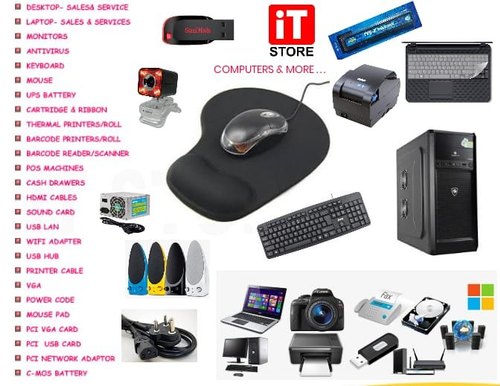 DESKTOP- SALES& SERVICE
LAPTOP- SALES & SERVICES
MONITORS
ANTIVIRUS
KEYBOARD
MOUSE
UPS BATTERY
CARTRIDGE & RIBBON
THERMAL PRINTERS/ROLL
BARCODE PRINTERS/ROLL
BARCODE READER/SCANNER
POS MACHINES
CASH DRAWERS
HDMI CABLES
SOUND CARD
USB LAN
WIFI ADAPTER
USB HUB
PRINTER CABLE
VGA
POWER CODE
MOUSE PAD
PCI VGA CARD
PCI USB CARD
PCI NETWORK ADAPTOR
C-MOS BATTERY
SanDisk
iT
STORE
COMPUTERS & MORE ...
Fax